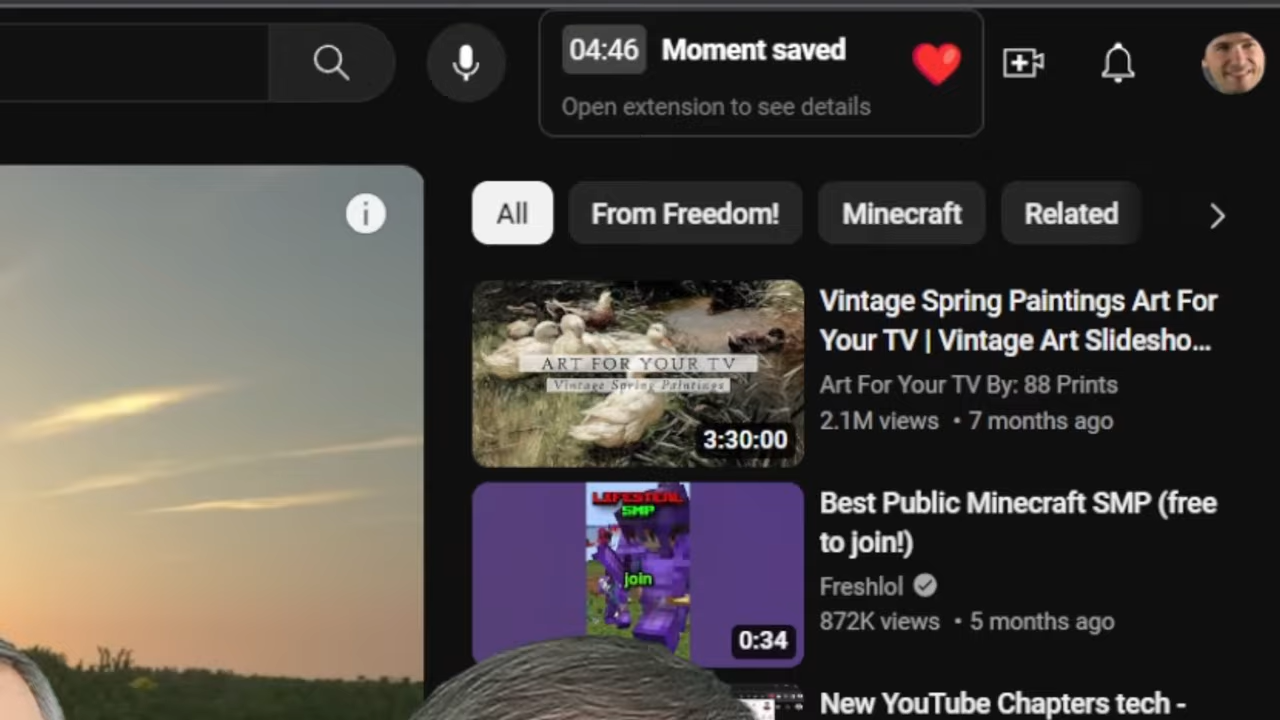 04:46 Moment saved
Open extension to see details
All From Freedom! Minecraft Related
ART FOR YOUR TV
Vintage Spring Paintings
3:30:00
Vintage Spring Paintings Art For
Your TV | Vintage Art Slidesho...
Art For Your TV By: 88 Prints
2.1M views • 7 months ago
LIFESTEAL
SMP
join
0:34
Best Public Minecraft SMP (free
to join!)
Freshlol
872K views • 5 months ago
New YouTube Chapters tech -